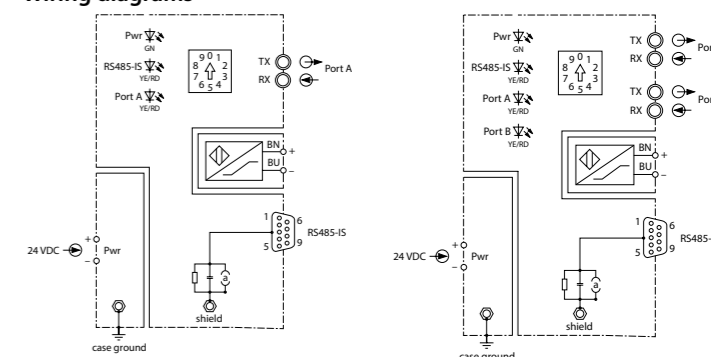 Pwr
GN
RS485-IS
YE/RD
Port A
YE/RD
9 0 1
8 2
7 3
6 5 4
TX
RX
Port A
BN +
BU –
1 6
5 9
RS485-IS
24 VDC
+
–
Pwr
a
shield
case ground
Pwr
GN
RS485-IS
YE/RD
Port A
YE/RD
Port B
YE/RD
9 0 1
8 2
7 3
6 5 4
TX
RX
TX
RX
BN +
BU –
1 6
5 9
RS485-
24 VDC
+
–
Pwr
a
shield